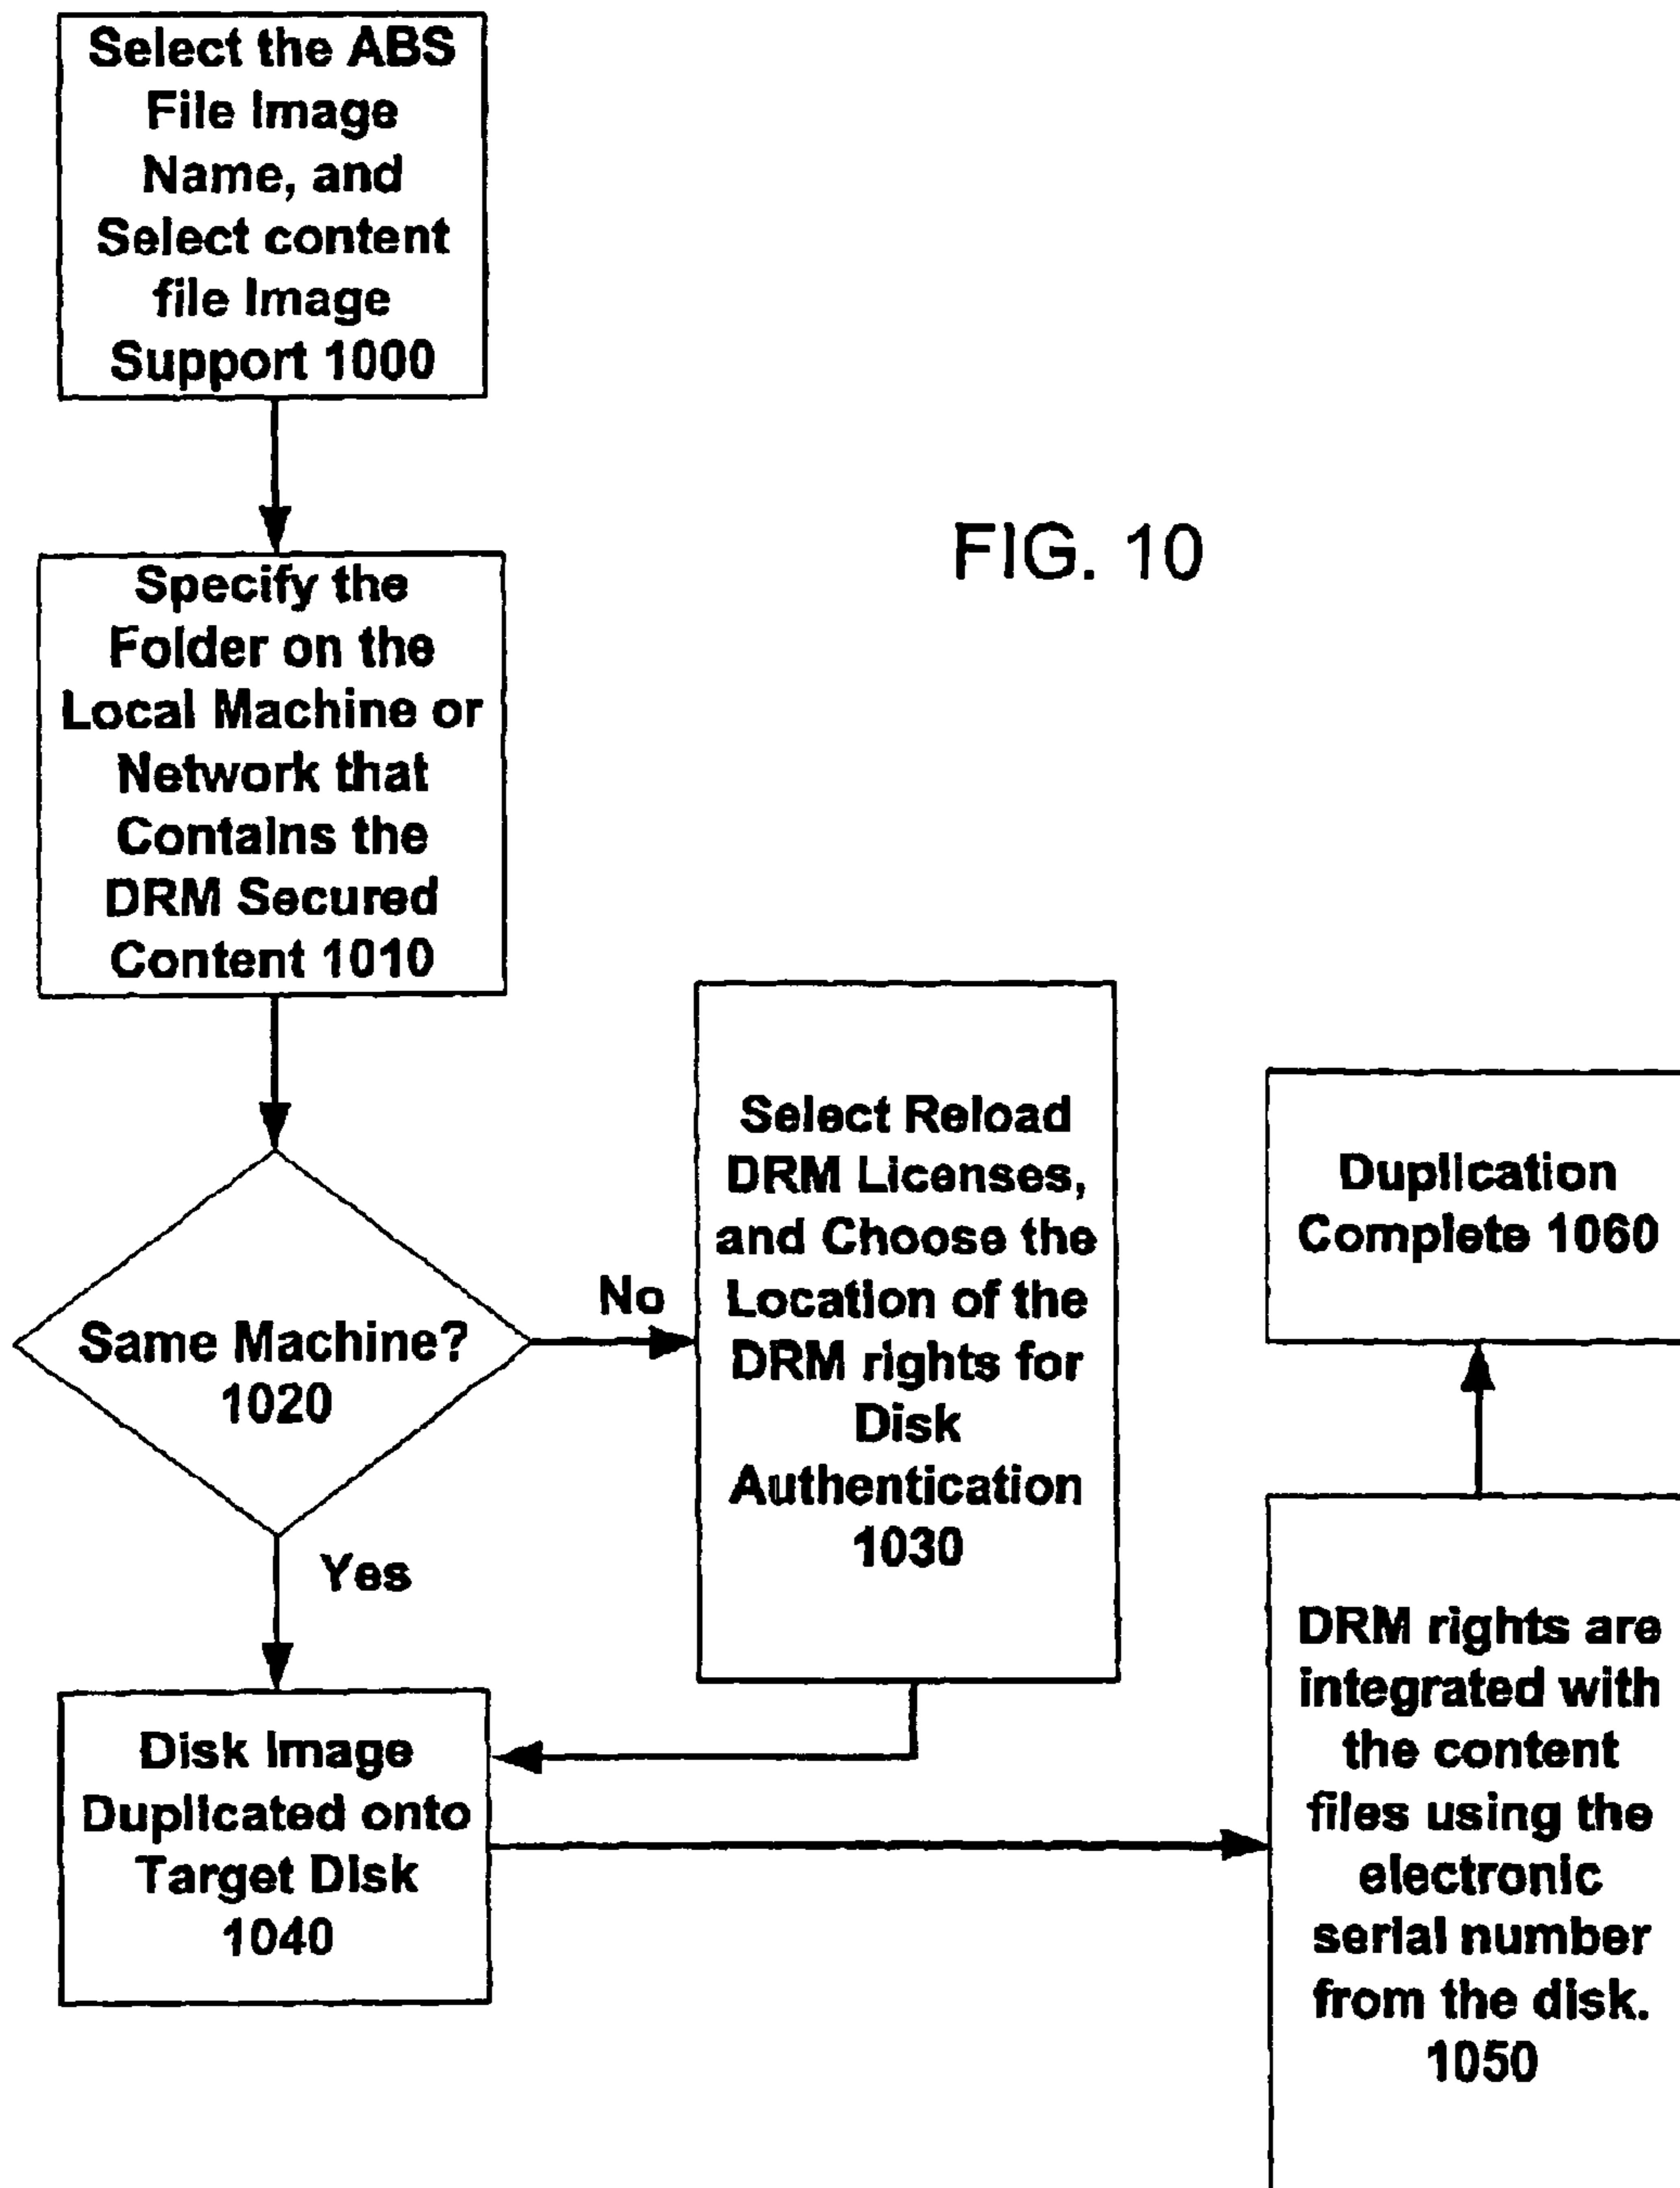 Select the ABS
File Image
Name, and
Select content
file Image
Support 1000
FIG. 10
Specify the
Folder on the
Local Machine or
Network that
Contains the
DRM Secured
Content 1010
Same Machine?
1020
No
Yes
Select Reload
DRM Licenses,
and Choose the
Location of the
DRM rights for
Disk
Authentication
1030
Disk Image
Duplicated onto
Target Disk
1040
DRM rights are
integrated with
the content
files using the
electronic
serial number
from the disk.
1050
Duplication
Complete 1060